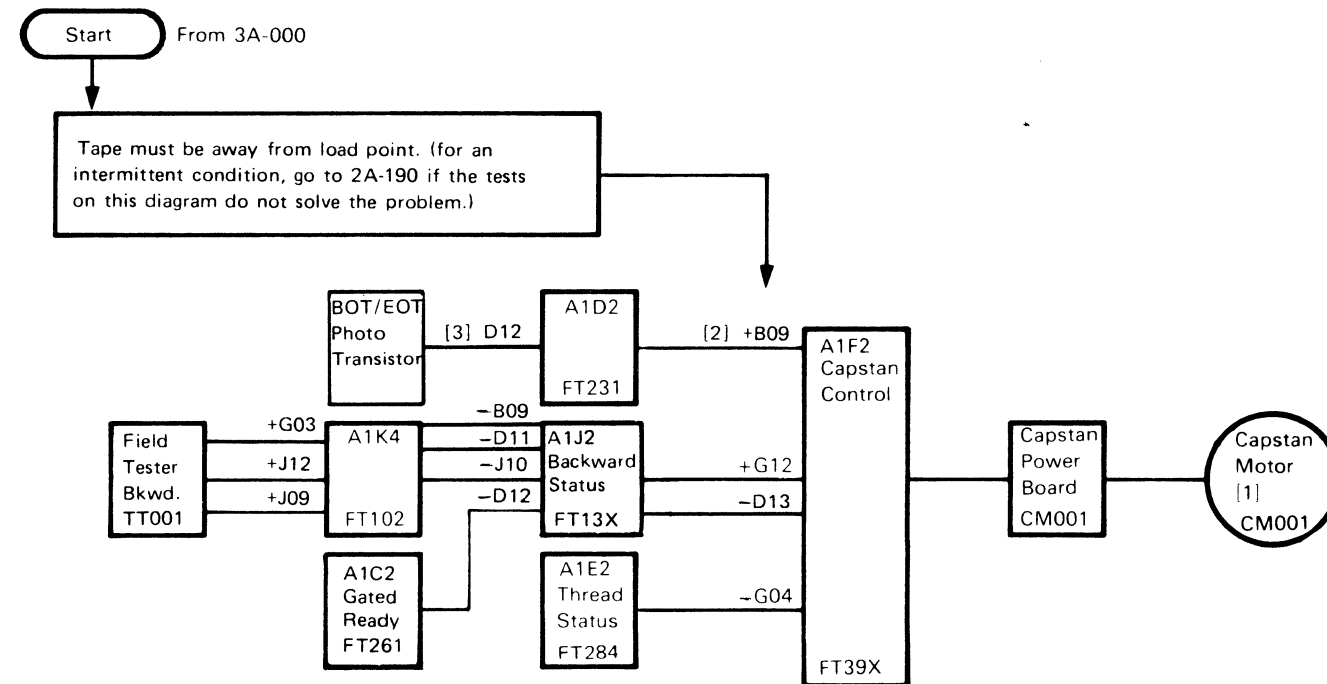 Start
From 3A-000
Tape must be away from load point. (for an
intermittent condition, go to 2A-190 if the tests
on this diagram do not solve the problem.)
BOT/EOT
Photo
Transistor
[3] D12
A1D2
FT231
[2] +B09
A1F2
Capstan
Control
FT39X
Field
Tester
Bkwd.
TT001
+G03
+J12
+J09
A1K4
FT102
−B09
−D11
−J10
−D12
A1J2
Backward
Status
FT13X
+G12
−D13
A1C2
Gated
Ready
FT261
A1E2
Thread
Status
FT284
−G04
Capstan
Power
Board
CM001
Capstan
Motor
[1]
CM001